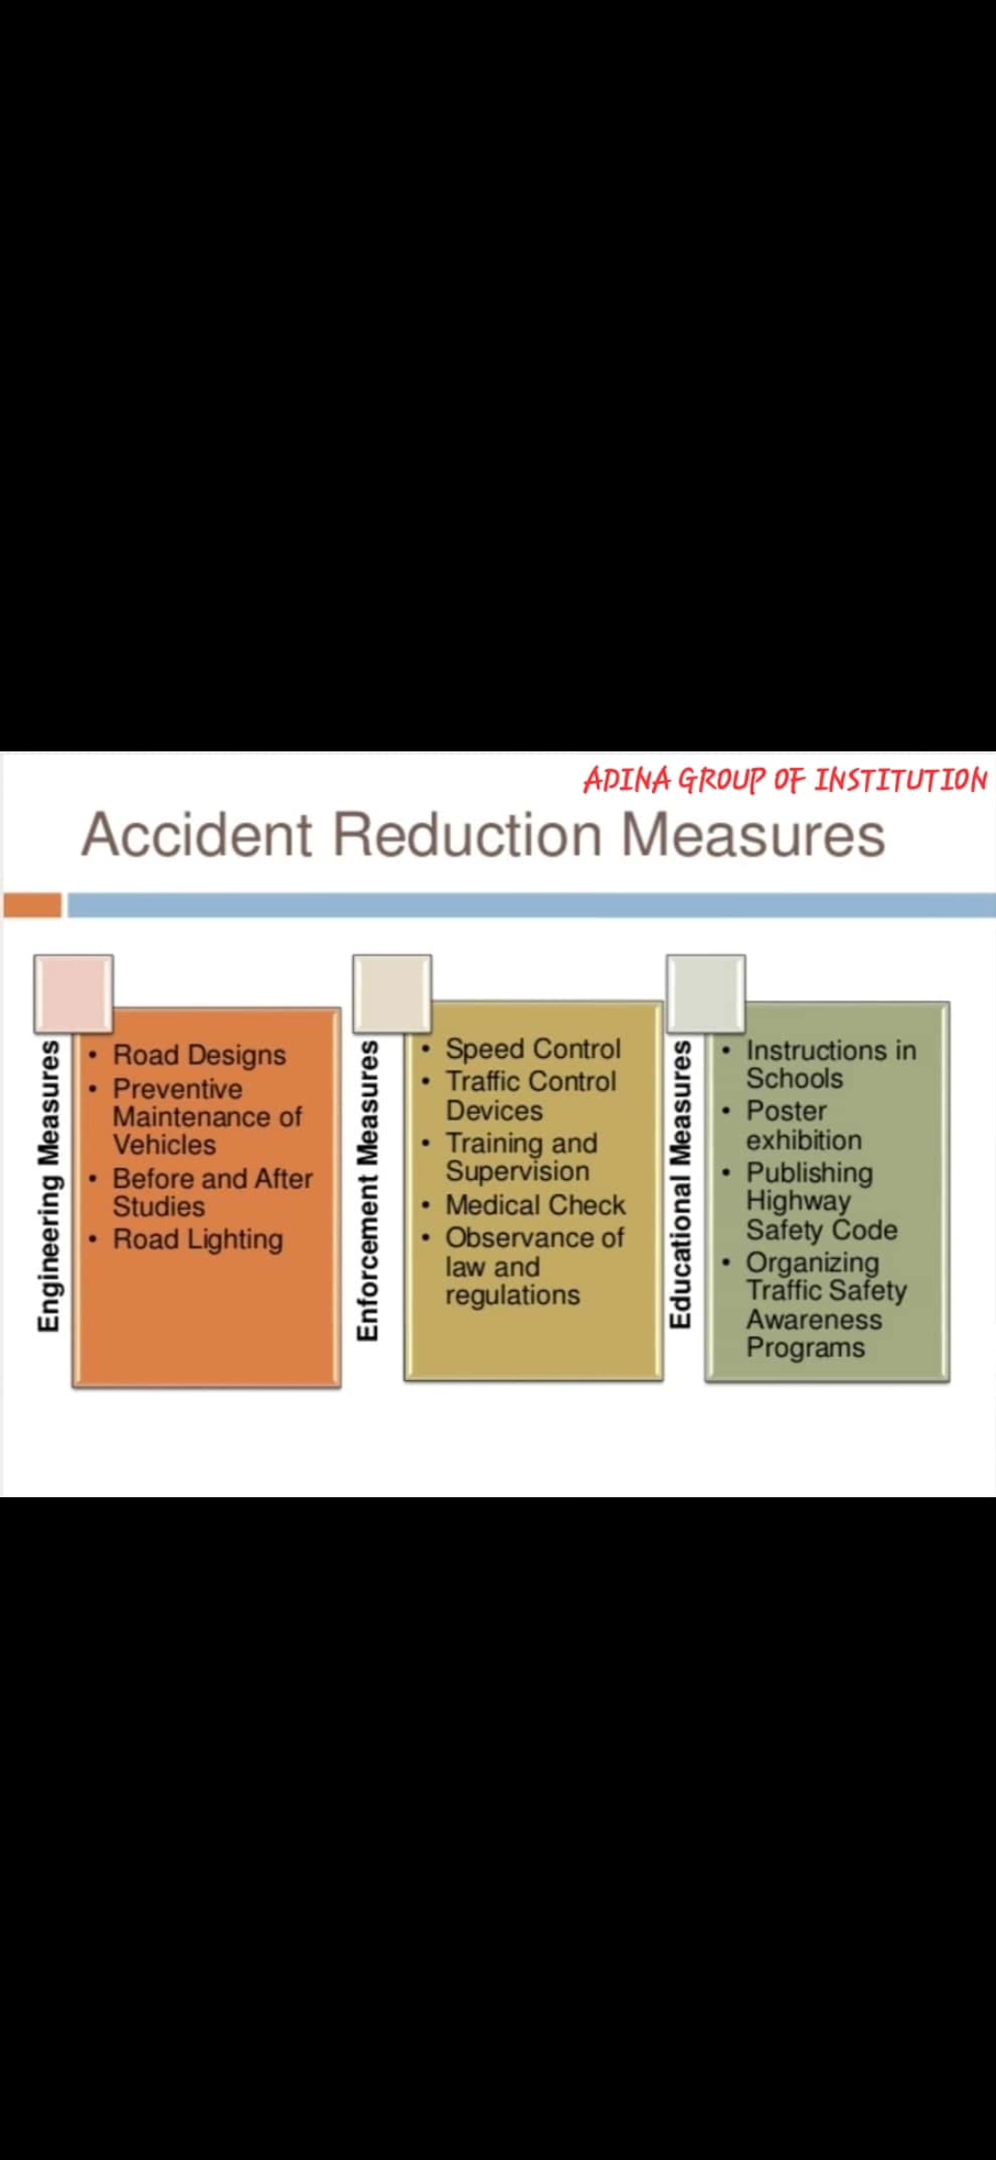 ADINA GROUP OF INSTITUTION
Accident Reduction Measures
Engineering Measures
• Road Designs
• Preventive
Maintenance of
Vehicles
• Before and After
Studies
• Road Lighting
Enforcement Measures
• Speed Control
• Traffic Control
Devices
• Training and
Supervision
• Medical Check
• Observance of
law and
regulations
Educational Measures
• Instructions in
Schools
• Poster
exhibition
• Publishing
Highway
Safety Code
• Organizing
Traffic Safety
Awareness
Programs